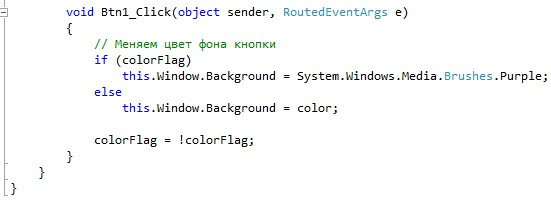 void Btn1_Click(object sender, RoutedEventArgs e)
{
// Меняем цвет фона кнопки
if (colorFlag)
this.Window.Background = System.Windows.Media.Brushes.Purple;
else
this.Window.Background = color;
colorFlag = !colorFlag;
}
}
}